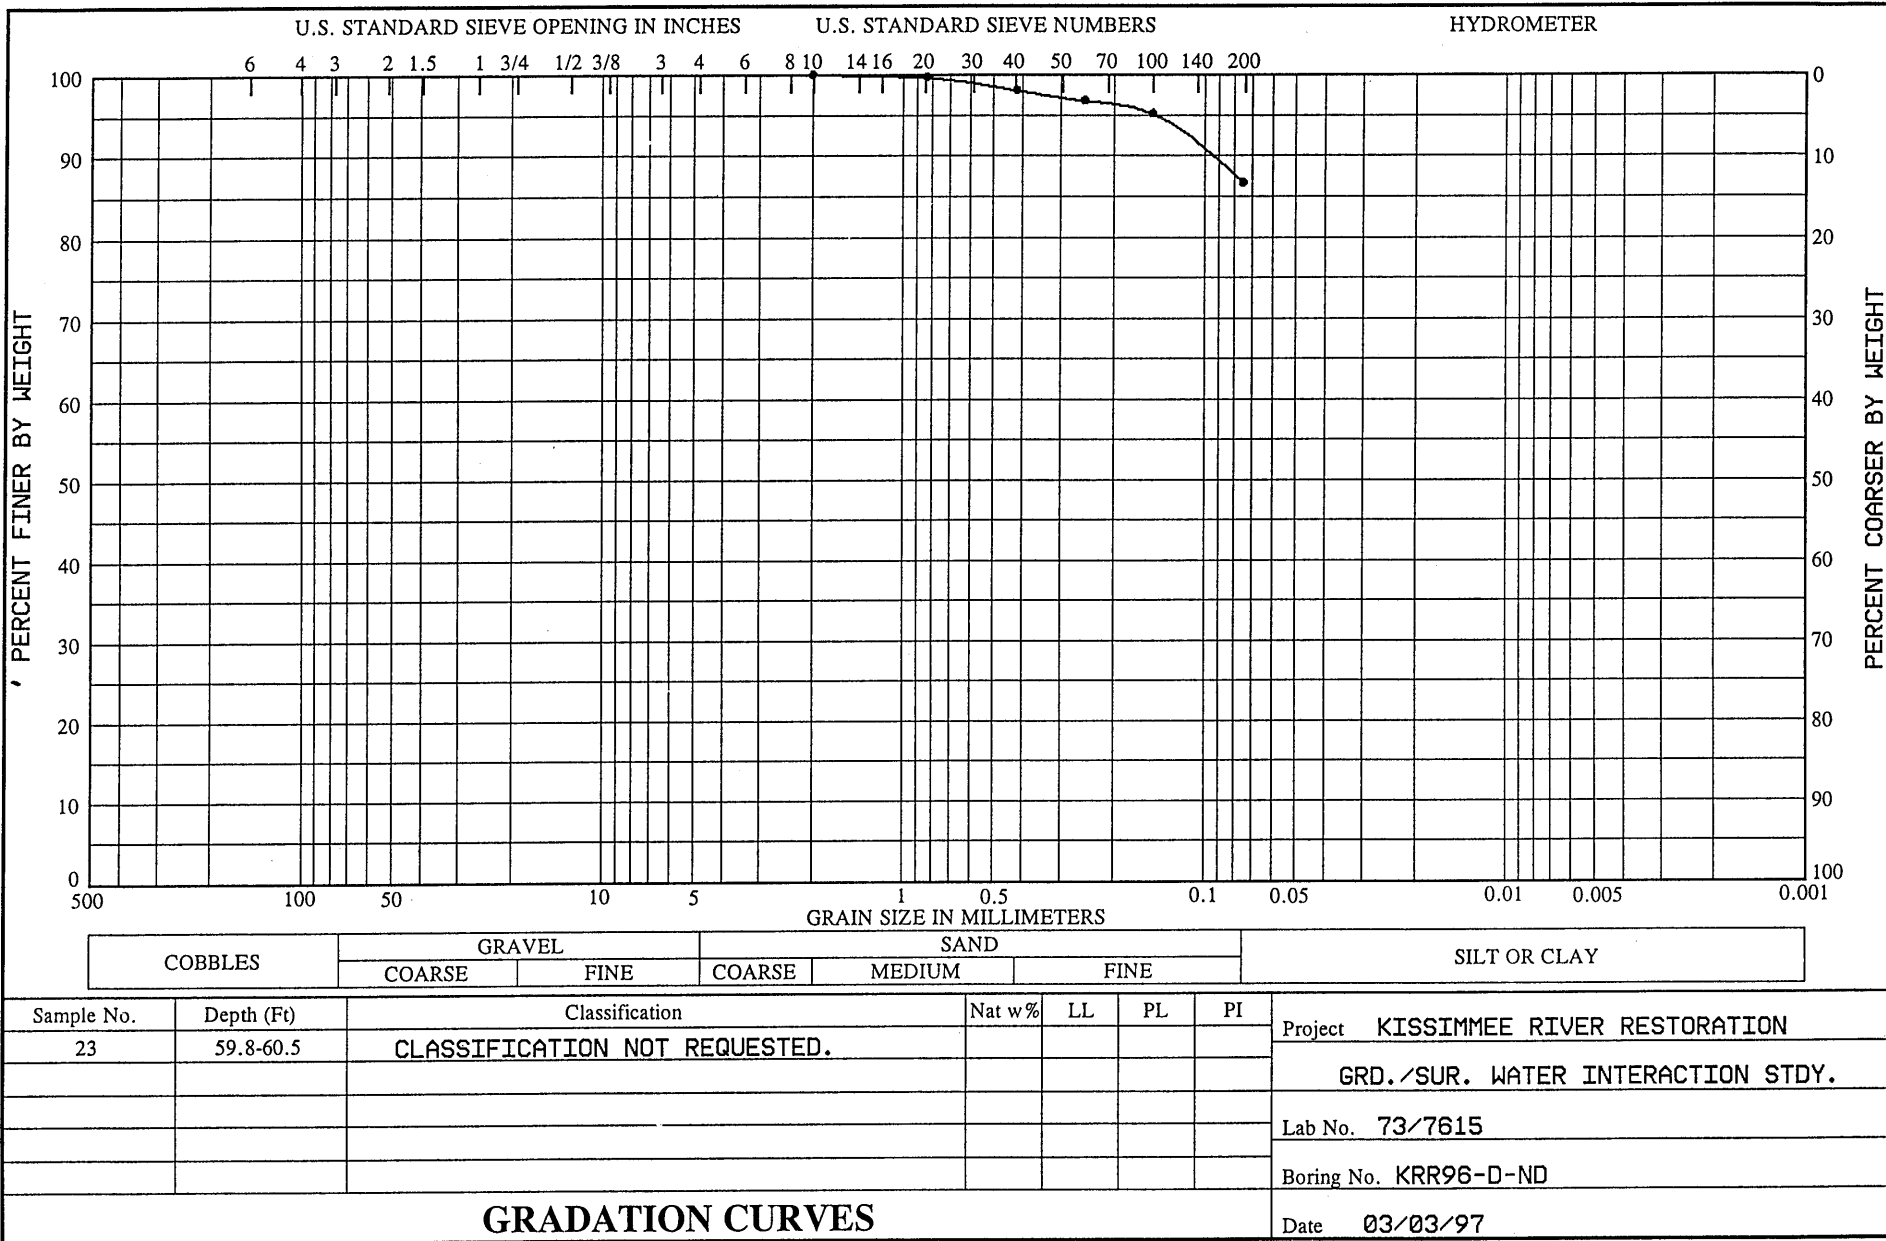 U.S. STANDARD SIEVE OPENING IN INCHES U.S. STANDARD SIEVE NUMBERS HYDROMETER
6 4 3 2 1.5 1 3/4 1/2 3/8 3 4 6 8 10 14 16 20 30 40 50 70 100 140 200
100 0
90 10
80 20
70 30
60 40
50 50
40 60
30 70
20 80
10 90
0 100
PERCENT FINER BY WEIGHT
PERCENT COARSER BY WEIGHT
500 100 50 10 5 1 0.5 0.1 0.05 0.01 0.005 0.001
GRAIN SIZE IN MILLIMETERS
COBBLES GRAVEL SAND SILT OR CLAY
COARSE FINE COARSE MEDIUM FINE
Sample No. Depth (Ft) Classification Nat w% LL PL PI
23 59.8-60.5 CLASSIFICATION NOT REQUESTED.
Project KISSIMMEE RIVER RESTORATION
GRD./SUR. WATER INTERACTION STDY.
Lab No. 73/7615
Boring No. KRR96-D-ND
GRADATION CURVES
Date 03/03/97